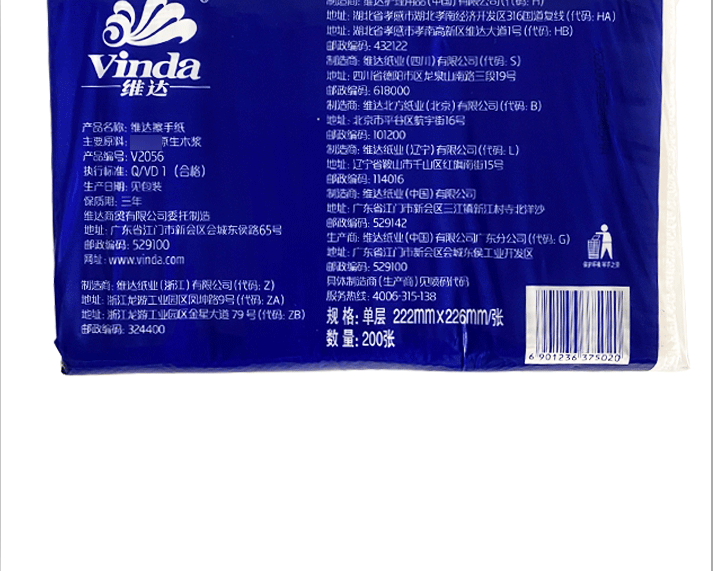 Vinda
维达
产品名称: 维达擦手纸
主要原料: 原生木浆
产品编号: V2056
执行标准: Q/VD 1 (合格)
生产日期: 见包装
保质期: 三年
维达商贸有限公司委托制造
地址: 广东省江门市新会区会城东侯路65号
邮政编码: 529100
网址: www.vinda.com
制造商: 维达纸业 (浙江) 有限公司 (代码: Z)
地址: 浙江龙游工业园区凤坤路9号 (代码: ZA)
地址: 浙江龙游工业园区金星大道 79 号 (代码: ZB)
邮政编码: 324400
制造商: 维达护理用品(中国)有限公司(代码: H)
地址: 湖北省孝感市湖北孝南经济开发区316国道复线 (代码: HA)
地址: 湖北省孝感市孝南高新区维达大道1号 (代码: HB)
邮政编码: 432122
制造商: 维达纸业 (四川) 有限公司 (代码: S)
地址: 四川省德阳市区龙泉山南路三段19号
邮政编码: 618000
制造商: 维达北方纸业 (北京) 有限公司 (代码: B)
地址: 北京市平谷区航宇街16号
邮政编码: 101200
制造商: 维达纸业 (辽宁) 有限公司 (代码: L)
地址: 辽宁省鞍山市千山区红旗南街15号
邮政编码: 114016
制造商: 维达纸业 (中国) 有限公司
地址: 广东省江门市新会区三江镇新江村寺北洋沙
邮政编码: 529142
生产商: 维达纸业 (中国) 有限公司广东分公司 (代码: G)
地址: 广东省江门市新会区会城东侯工业开发区
邮政编码: 529100
具体制造商 (生产商) 见喷码代码
服务热线: 4006-315-138
规 格: 单层 222mmx226mm/张
数 量: 200张
6 901236 375020